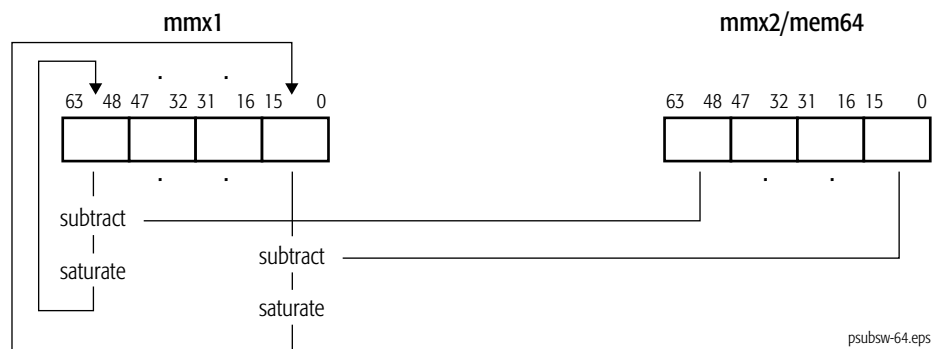 mmx1 mmx2/mem64
. .
63 48 47 32 31 16 15 0 63 48 47 32 31 16 15 0
. . . .
subtract
subtract
saturate
saturate
psubsw-64.eps